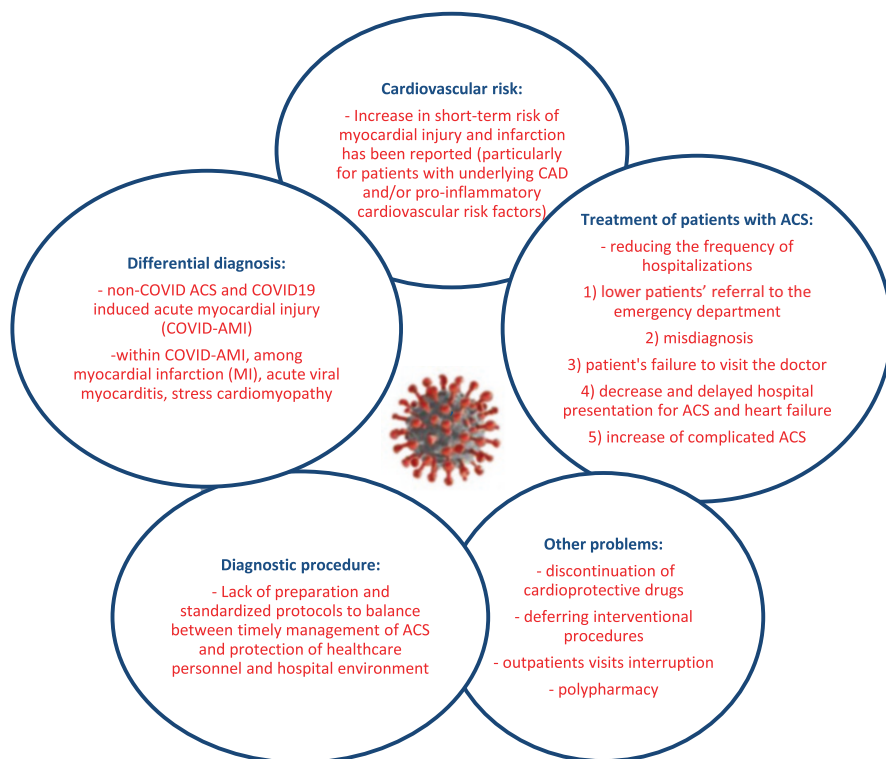 Cardiovascular risk:
- Increase in short-term risk of
myocardial injury and infarction
has been reported (particularly
for patients with underlying CAD
and/or pro-inflammatory
cardiovascular risk factors)
Treatment of patients with ACS:
- reducing the frequency of
hospitalizations
1) lower patients' referral to the
emergency department
2) misdiagnosis
3) patient's failure to visit the doctor
4) decrease and delayed hospital
presentation for ACS and heart failure
5) increase of complicated ACS
Differential diagnosis:
- non-COVID ACS and COVID19
induced acute myocardial injury
(COVID-AMI)
-within COVID-AMI, among
myocardial infarction (MI), acute viral
myocarditis, stress cardiomyopathy
Diagnostic procedure:
- Lack of preparation and
standardized protocols to balance
between timely management of ACS
and protection of healthcare
personnel and hospital environment
Other problems:
- discontinuation of
cardioprotective drugs
- deferring interventional
procedures
- outpatients visits interruption
- polypharmacy